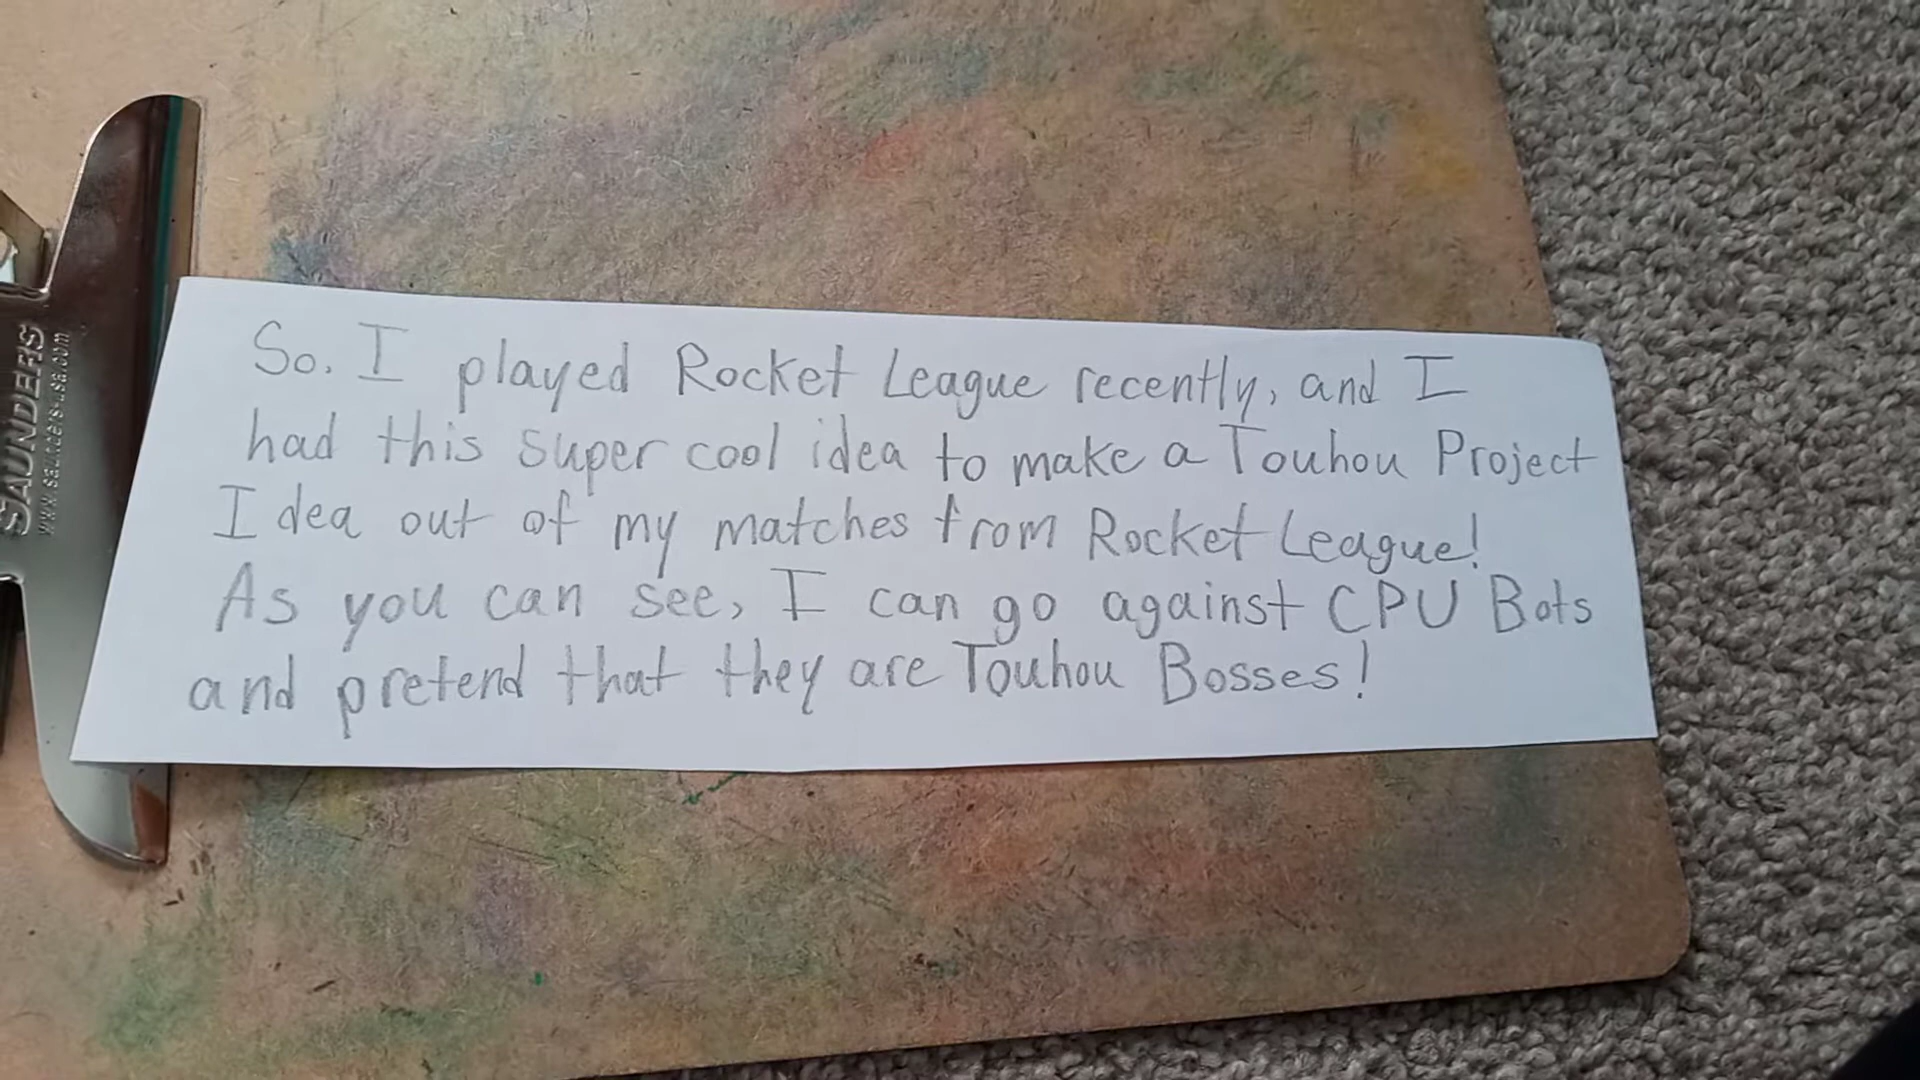 So. I played Rocket League recently, and I
had this super cool idea to make a Touhou Project
Idea out of my matches from Rocket League!
As you can see, I can go against CPU Bots
and pretend that they are Touhou Bosses!
SAUNDERS
www.saunders-usa.com